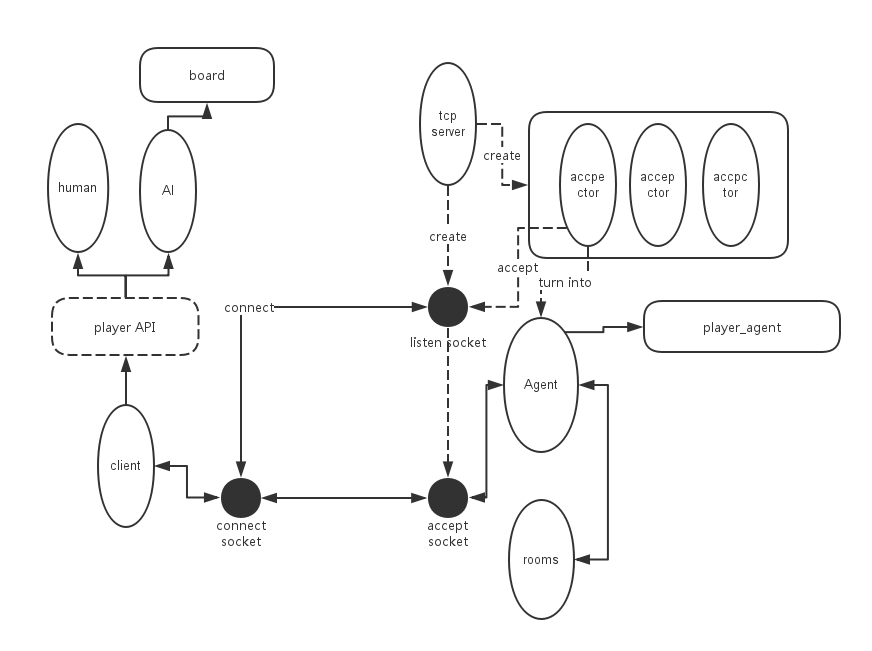 board
tcp
server
create
accpe
ctor
accep
ctor
accpc
tor
human
AI
create
accept
turn into
connect
player API
listen socket
player_agent
Agent
client
connect
socket
accept
socket
rooms